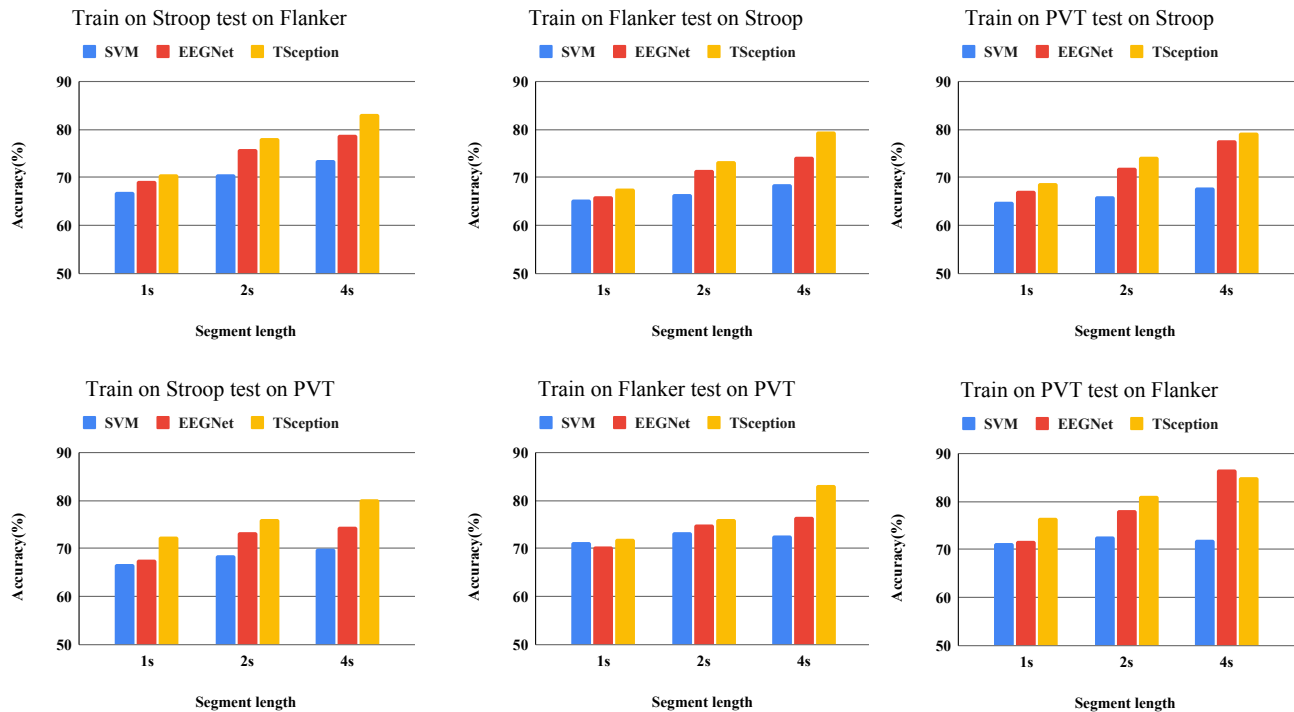 Train on Stroop test on Flanker
SVM EEGNet TSception
90
80
70
60
50
Accuracy(%)
1s 2s 4s
Segment length
Train on Flanker test on Stroop
SVM EEGNet TSception
90
80
70
60
50
Accuracy(%)
1s 2s 4s
Segment length
Train on PVT test on Stroop
SVM EEGNet TSception
90
80
70
60
50
Accuracy(%)
1s 2s 4s
Segment length
Train on Stroop test on PVT
SVM EEGNet TSception
90
80
70
60
50
Accuracy(%)
1s 2s 4s
Segment length
Train on Flanker test on PVT
SVM EEGNet TSception
90
80
70
60
50
Accuracy(%)
1s 2s 4s
Segment length
Train on PVT test on Flanker
SVM EEGNet TSception
90
80
70
60
50
Accuracy(%)
1s 2s 4s
Segment length